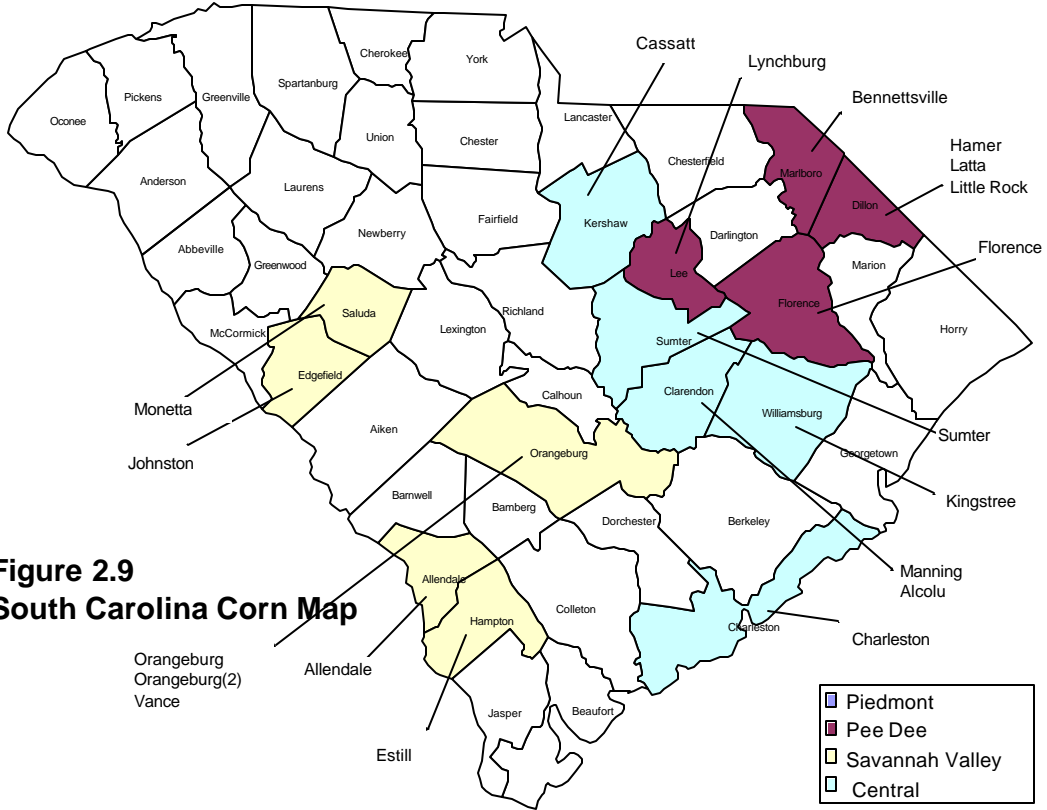 Cassatt
Lynchburg
Bennettsville
Hamer
Latta
Little Rock
Florence
Cherokee
York
Spartanburg
Pickens
Greenville
Oconee
Union
Chester
Lancaster
Chesterfield
Marlboro
Anderson
Laurens
Dillon
Fairfield
Kershaw
Newberry
Darlington
Abbeville
Greenwood
Marion
Lee
Florence
Saluda
Richland
Lexington
McCormick
Horry
Sumter
Edgefield
Calhoun
Clarendon
Williamsburg
Monetta
Aiken
Sumter
Johnston
Orangeburg
Georgetown
Kingstree
Barnwell
Bamberg
Dorchester
Berkeley
Figure 2.9
South Carolina Corn Map
Allendale
Manning
Alcolu
Colleton
Hampton
Charleston
Charleston
Orangeburg
Orangeburg(2)
Vance
Allendale
Jasper
Beaufort
Estill
Piedmont
Pee Dee
Savannah Valley
Central